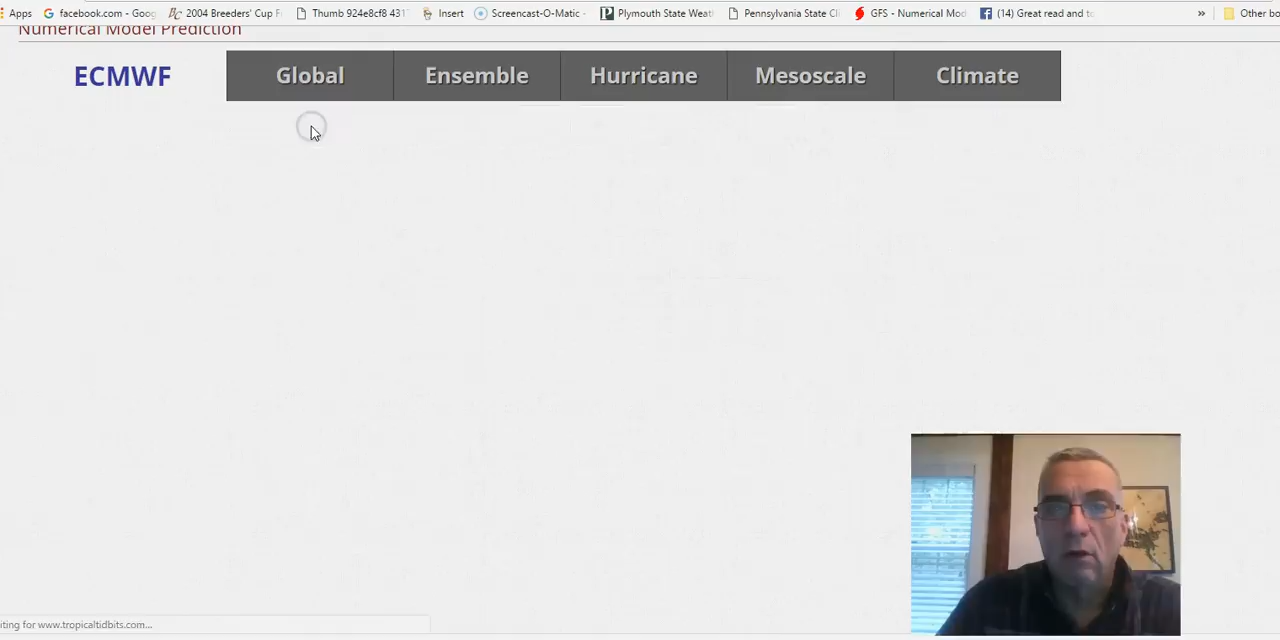 Apps facebook.com - Goog 2004 Breeders' Cup F Thumb 924e8cf8 431 Insert Screencast-O-Matic - Plymouth State Weat Pennsylvania State Cl GFS - Numerical Mod (14) Great read and to » Other bo
Numerical Model Prediction
ECMWF Global Ensemble Hurricane Mesoscale Climate
iting for www.tropicaltidbits.com...